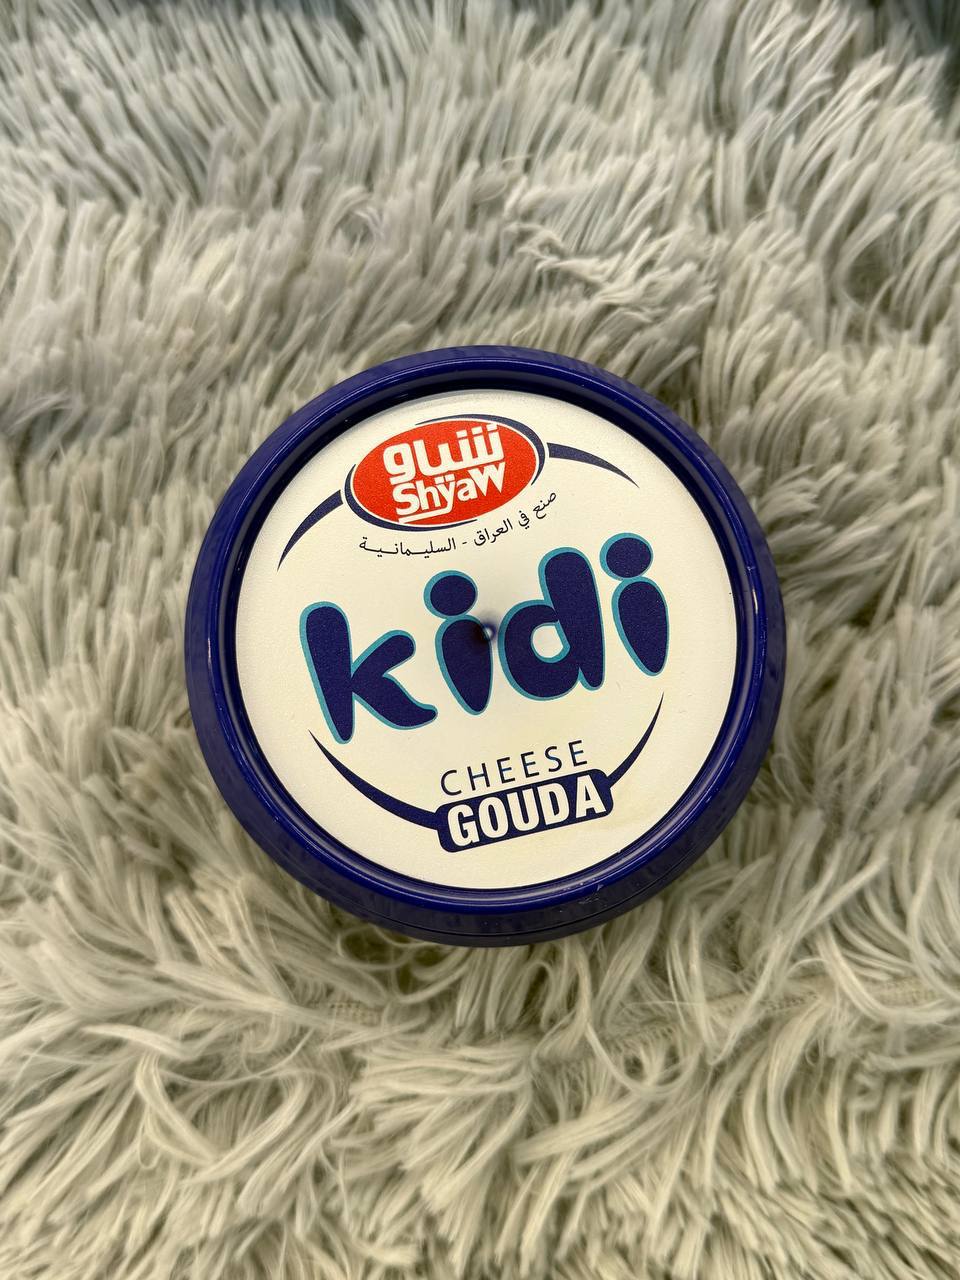 شياو
Shyaw
صنع في العراق - السليمانية
kidi
CHEESE
GOUDA